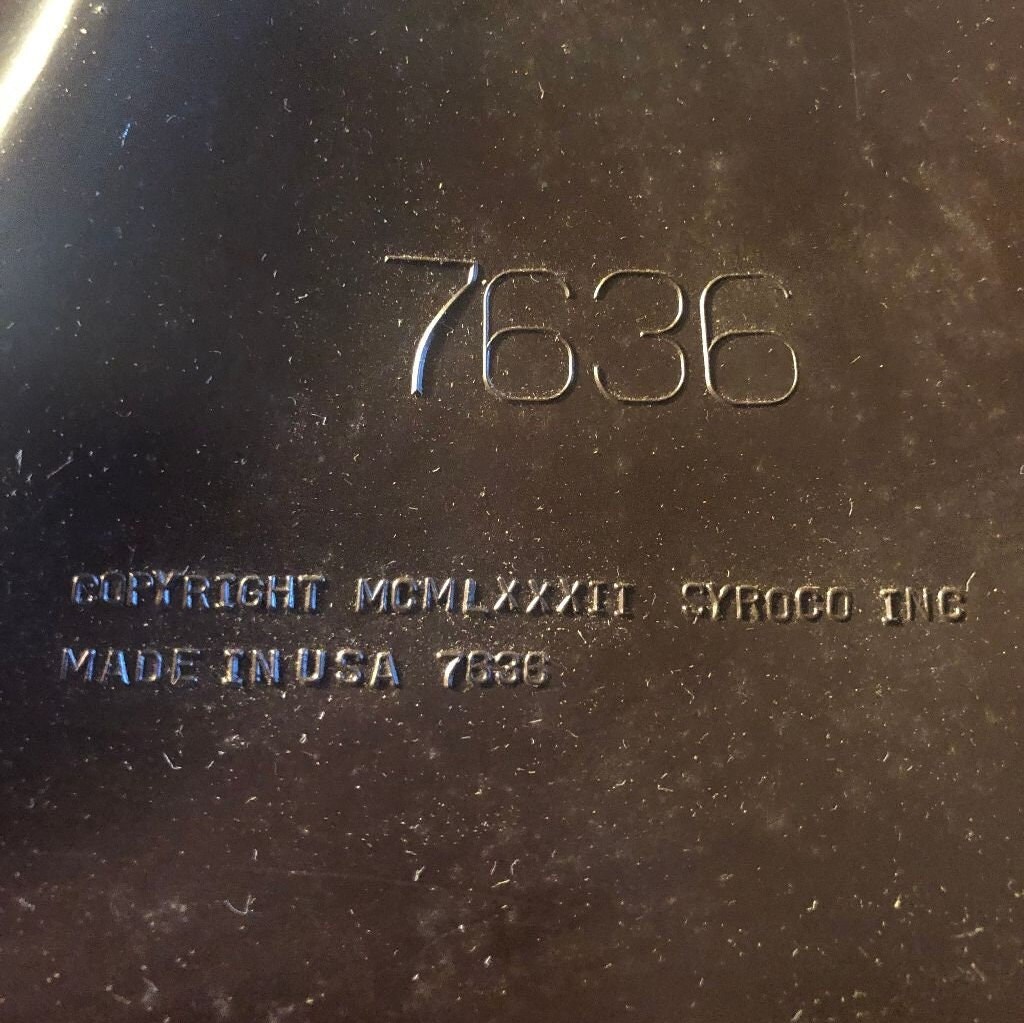 7636
COPYRIGHT MCMLXXXII SYROCO INC
MADE IN USA 7636